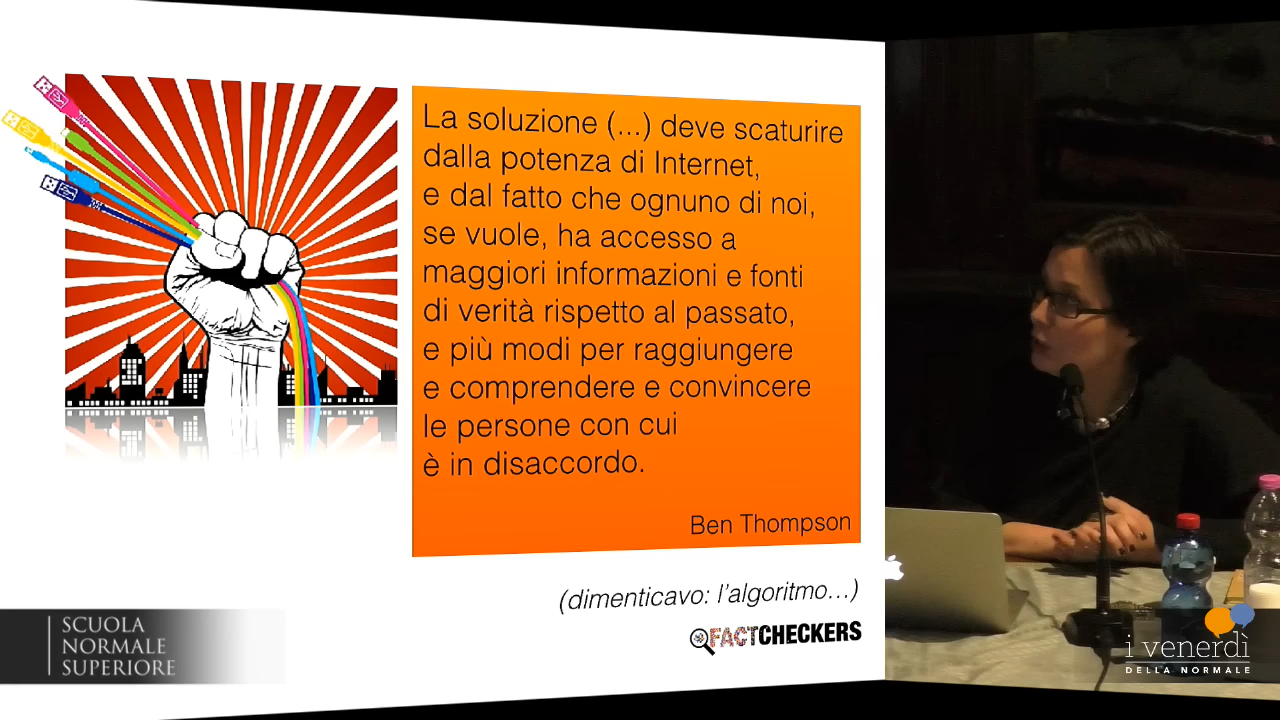 La soluzione (...) deve scaturire
dalla potenza di Internet,
e dal fatto che ognuno di noi,
se vuole, ha accesso a
maggiori informazioni e fonti
di verità rispetto al passato,
e più modi per raggiungere
e comprendere e convincere
le persone con cui
è in disaccordo.
Ben Thompson
(dimenticavo: l'algoritmo...)
FACTCHECKERS
SCUOLA
NORMALE
SUPERIORE
i venerdì
DELLA NORMALE